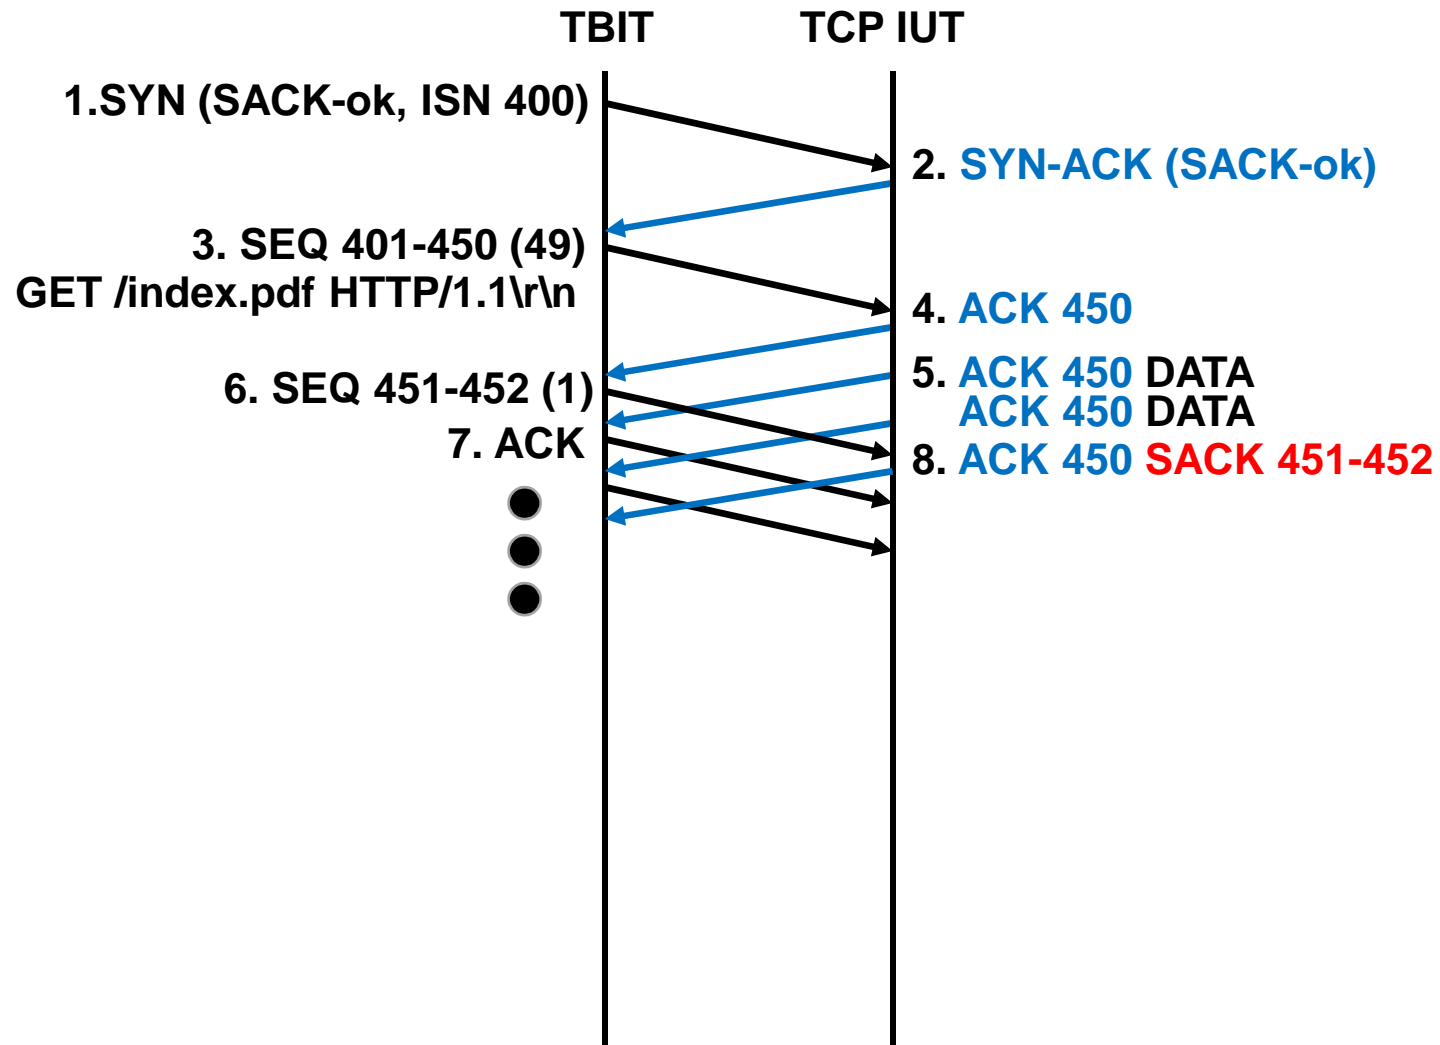 TBIT
TCP IUT
1.SYN (SACK-ok, ISN 400)
2. SYN-ACK (SACK-ok)
3. SEQ 401-450 (49)
GET /index.pdf HTTP/1.1\r\n
4. ACK 450
5. ACK 450 DATA
ACK 450 DATA
6. SEQ 451-452 (1)
7. ACK
8. ACK 450 SACK 451-452